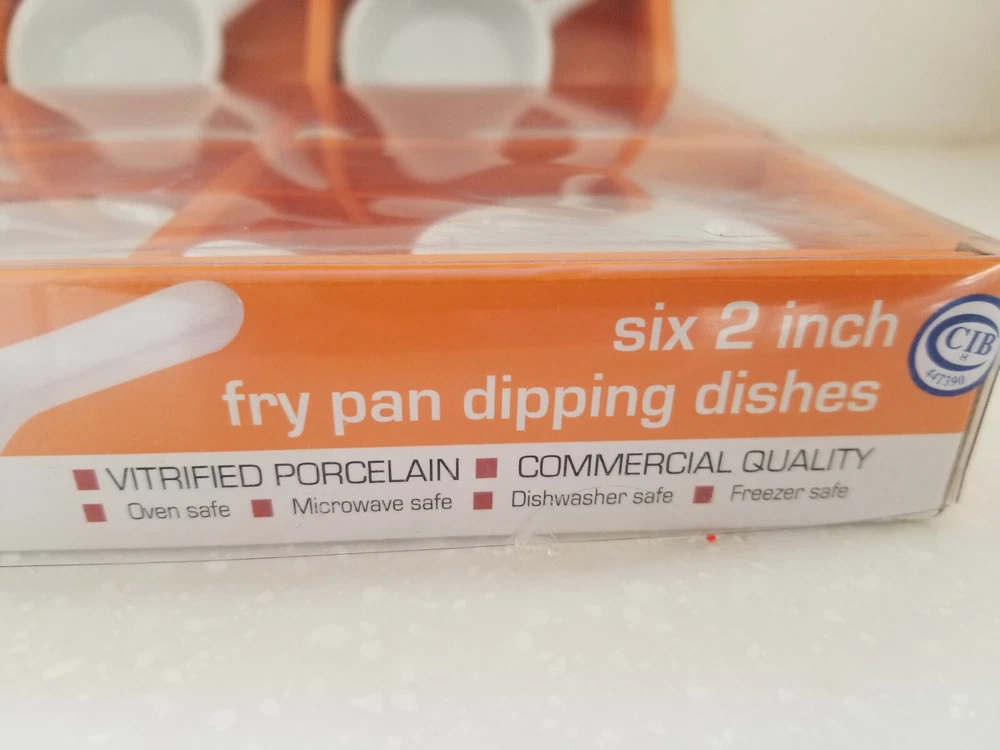 six 2 inch
fry pan dipping dishes
CIB
H
44T390
VITRIFIED PORCELAIN COMMERCIAL QUALITY
Oven safe Microwave safe Dishwasher safe Freezer safe